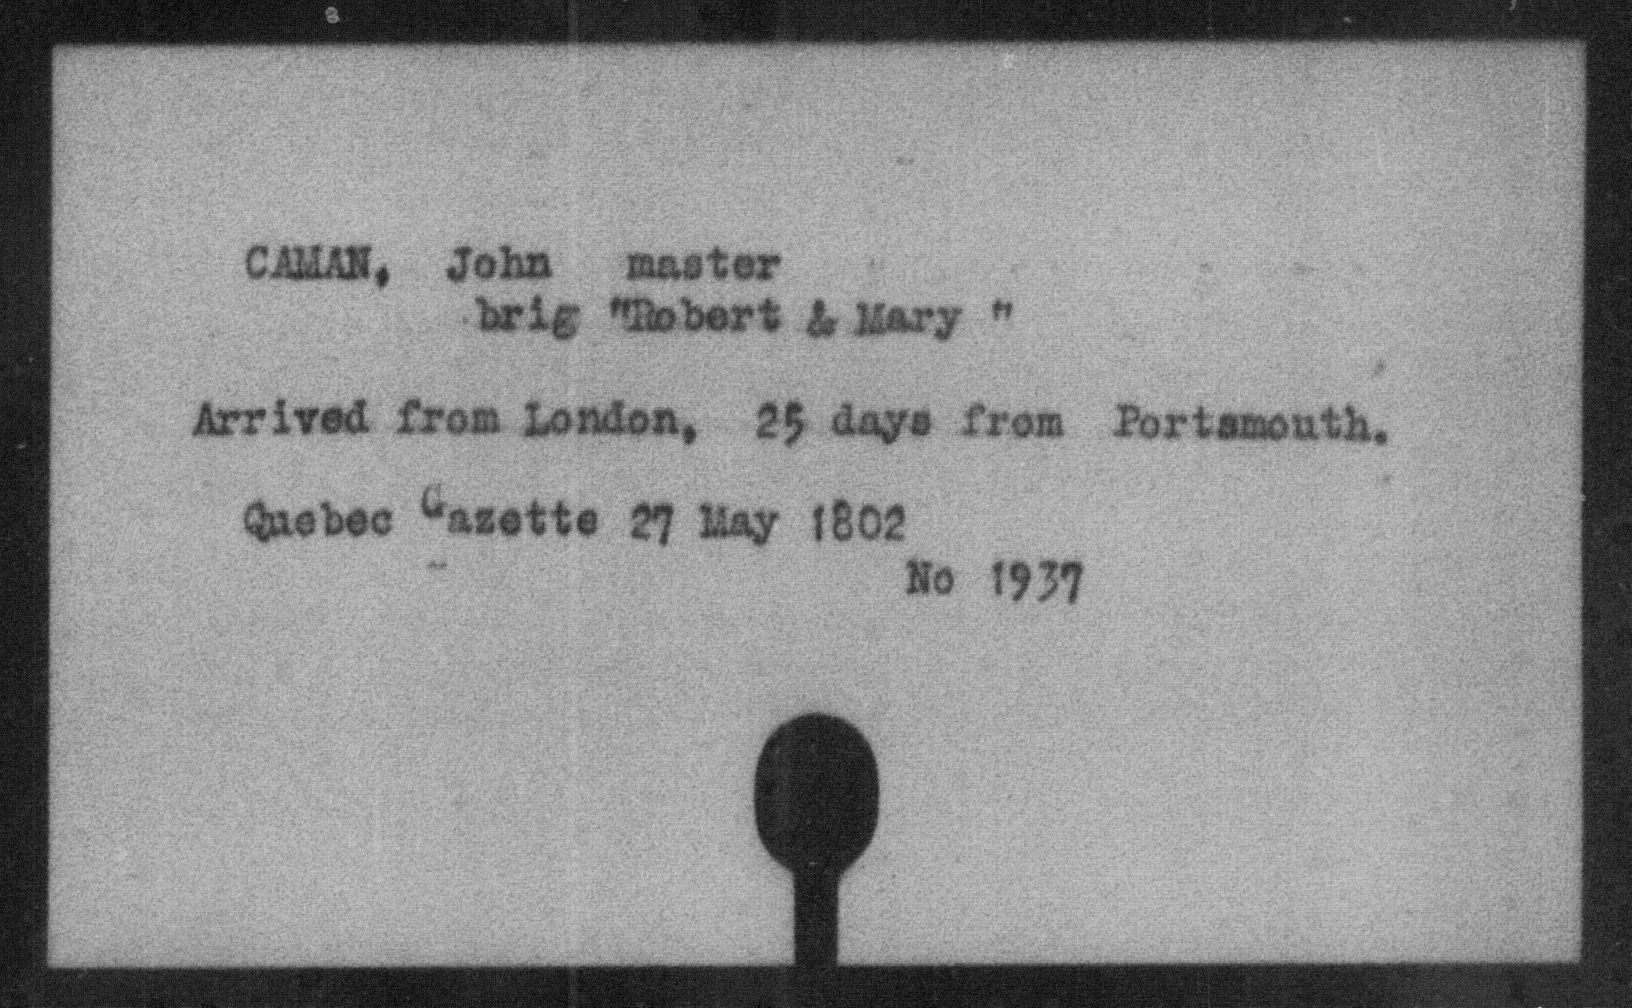 CAMAN, John master
brig "Robert & Mary "
Arrived from London, 25 days from Portsmouth.
Quebec Gazette 27 May 1802
No 1937